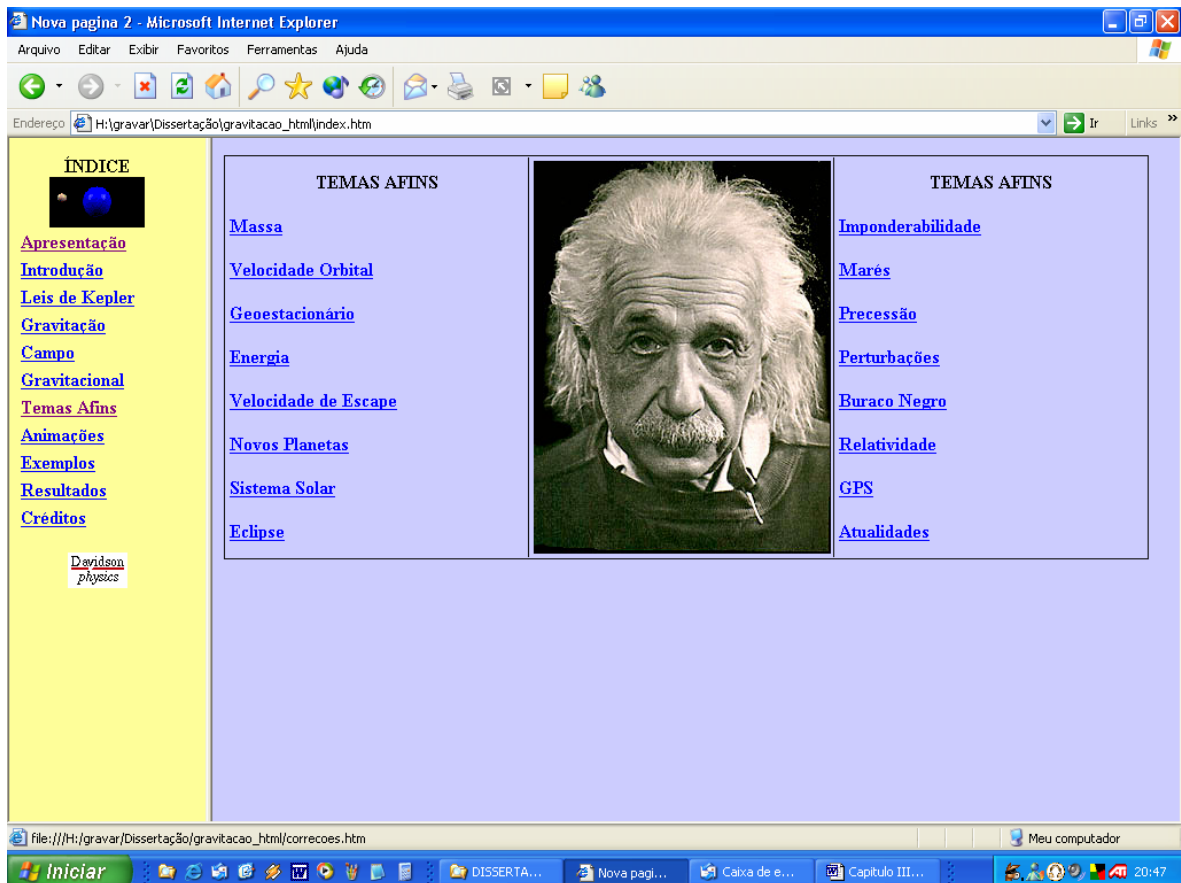 Nova pagina 2 - Microsoft Internet Explorer
Arquivo Editar Exibir Favoritos Ferramentas Ajuda
Endereço H:\gravar\Dissertação\gravitacao_html\index.htm Ir Links »
ÍNDICE
Apresentação
Introdução
Leis de Kepler
Gravitação
Campo
Gravitacional
Temas Afins
Animações
Exemplos
Resultados
Créditos
Davidson
physics
TEMAS AFINS
Massa
Velocidade Orbital
Geoestacionário
Energia
Velocidade de Escape
Novos Planetas
Sistema Solar
Eclipse
TEMAS AFINS
Imponderabilidade
Marés
Precessão
Perturbações
Buraco Negro
Relatividade
GPS
Atualidades
file:///H:/gravar/Dissertação/gravitacao_html/correcoes.htm Meu computador
Iniciar DISSERTA... Nova pagi... Caixa de e... Capitulo III... 20:47